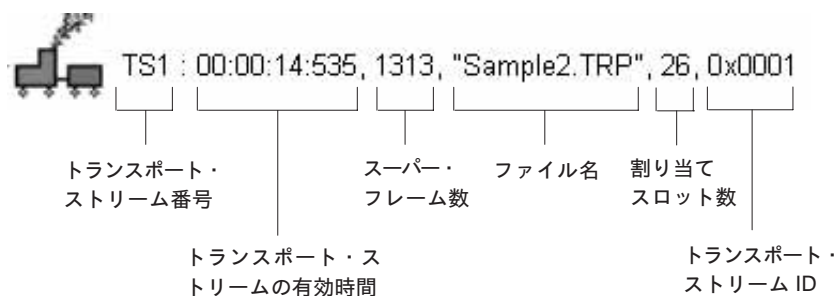 TS1 : 00:00:14:535, 1313, "Sample2.TRP", 26, 0x0001
トランスポート・
ストリーム番号
スーパー・
フレーム数
ファイル名
割り当て
スロット数
トランスポート・ス
トリームの有効時間
トランスポート・
ストリーム ID